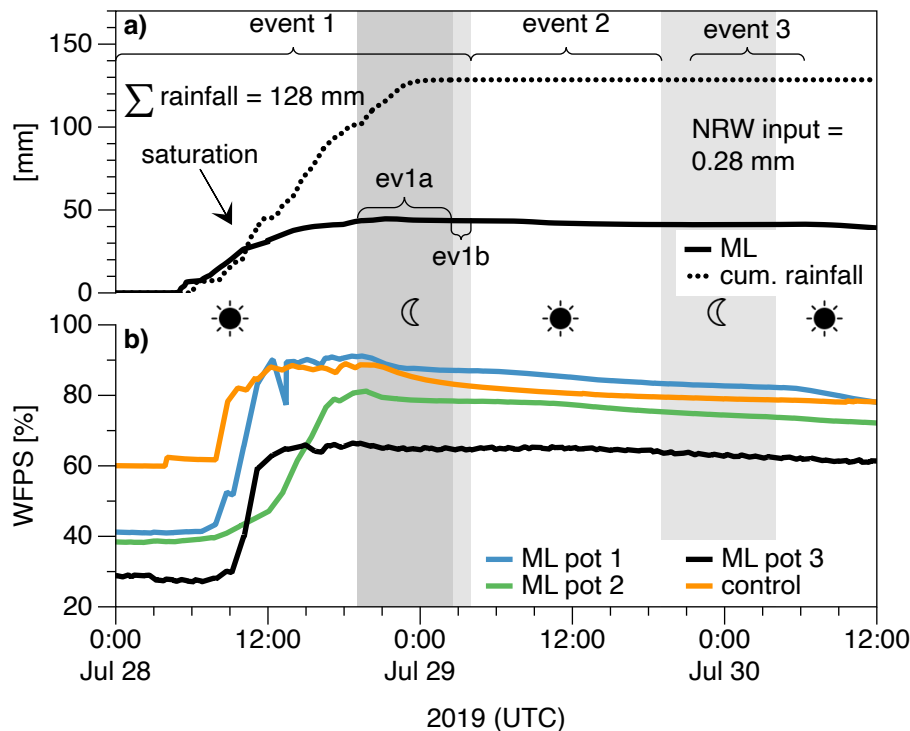 a)
event 1
event 2
event 3
150
100
50
0
[mm]
∑ rainfall = 128 mm
saturation
ev1a
ev1b
NRW input =
0.28 mm
ML
cum. rainfall
b)
100
80
60
40
20
WFPS [%]
ML pot 1
ML pot 2
ML pot 3
control
0:00
Jul 28
12:00
0:00
Jul 29
12:00
0:00
Jul 30
12:00
2019 (UTC)